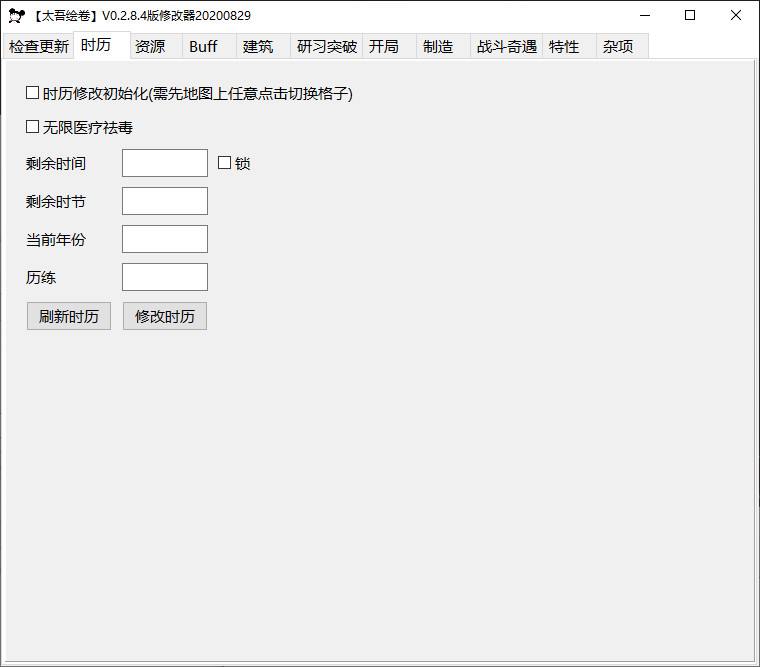 【太吾绘卷】V0.2.8.4版修改器20200829
检查更新 时历 资源 Buff 建筑 研习突破 开局 制造 战斗奇遇 特性 杂项
时历修改初始化(需先地图上任意点击切换格子)
无限医疗祛毒
剩余时间 锁
剩余时节
当前年份
历练
刷新时历 修改时历